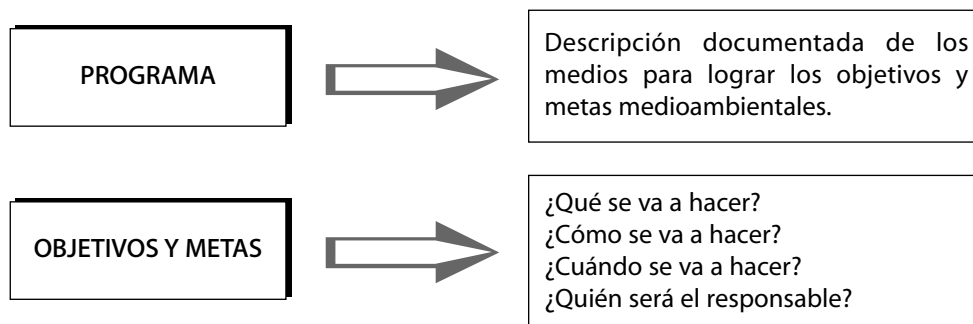 PROGRAMA
Descripción documentada de los
medios para lograr los objetivos y
metas medioambientales.
OBJETIVOS Y METAS
¿Qué se va a hacer?
¿Cómo se va a hacer?
¿Cuándo se va a hacer?
¿Quién será el responsable?